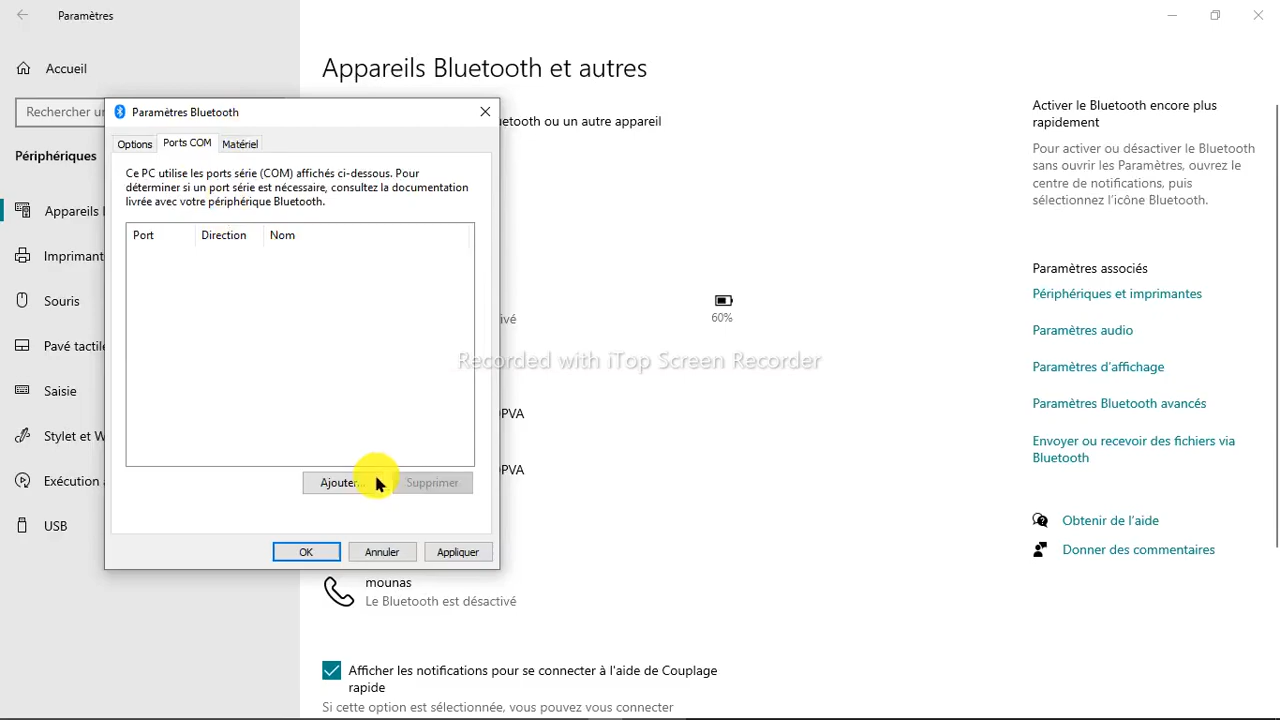 Paramètres
Accueil
Rechercher un
Périphériques
Appareils
Imprimant
Souris
Pavé tactile
Saisie
Stylet et W
Exécution
USB
Paramètres Bluetooth
Options
Ports COM
Matériel
Ce PC utilise les ports série (COM) affichés ci-dessous. Pour
déterminer si un port série est nécessaire, consultez la documentation
livrée avec votre périphérique Bluetooth.
Port Direction Nom
Ajouter...
Supprimer
OK
Annuler
Appliquer
Appareils Bluetooth et autres
ou un autre appareil
60%
Recorded with iTop Screen Recorder
mounas
Le Bluetooth est désactivé
Afficher les notifications pour se connecter à l'aide de Couplage
rapide
Si cette option est sélectionnée, vous pouvez vous connecter
Activer le Bluetooth encore plus
rapidement
Pour activer ou désactiver le Bluetooth
sans ouvrir les Paramètres, ouvrez le
centre de notifications, puis
sélectionnez l'icône Bluetooth.
Paramètres associés
Périphériques et imprimantes
Paramètres audio
Paramètres d'affichage
Paramètres Bluetooth avancés
Envoyer ou recevoir des fichiers via
Bluetooth
Obtenir de l'aide
Donner des commentaires